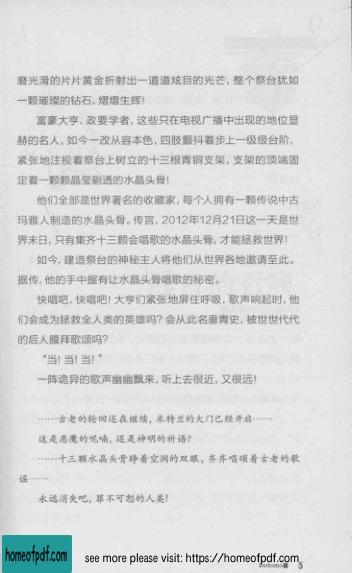 磨光滑的片片黄金折射出一道道炫目的光芒，整个祭台犹如
一颗璀璨的钻石，熠熠生辉！
富豪大亨、政要学者，这些只在电视广播中出现的地位显
赫的名人，如今一改从容本色，四肢颤抖着步上一级级台阶，
紧张地注视着祭台上树立的十三根青铜支架，支架的顶端固
定着一颗颗晶莹剔透的水晶头骨！
他们全部是世界著名的收藏家，每个人拥有一颗传说中古
玛雅人制造的水晶头骨。传言，2012年12月21日这一天是世
界末日，只有集齐十三颗会唱歌的水晶头骨，才能拯救世界！
如今，建造祭台的神秘主人将他们从世界各地邀请至此。
据传，他的手中握有让水晶头骨唱歌的秘密。
快唱吧，快唱吧！大亨们紧张地屏住呼吸，歌声响起时，他
们会成为拯救全人类的英雄吗？会从此名垂青史，被世世代代
的后人膜拜歌颂吗？
“当！当！当！”
一阵诡异的歌声幽幽飘来，听上去很近，又很远！
……古老的轮回还在继续，米特兰的大门已经开启……
这是恶魔的呢喃，还是神明的祈语？
……十三颗水晶头骨睁着空洞的双眼，齐齐唱颂着古老的歌
谣……
永远消失吧，罪不可恕的人类！
5
homeofpdf.com
see more please visit: https://homeofpdf.com